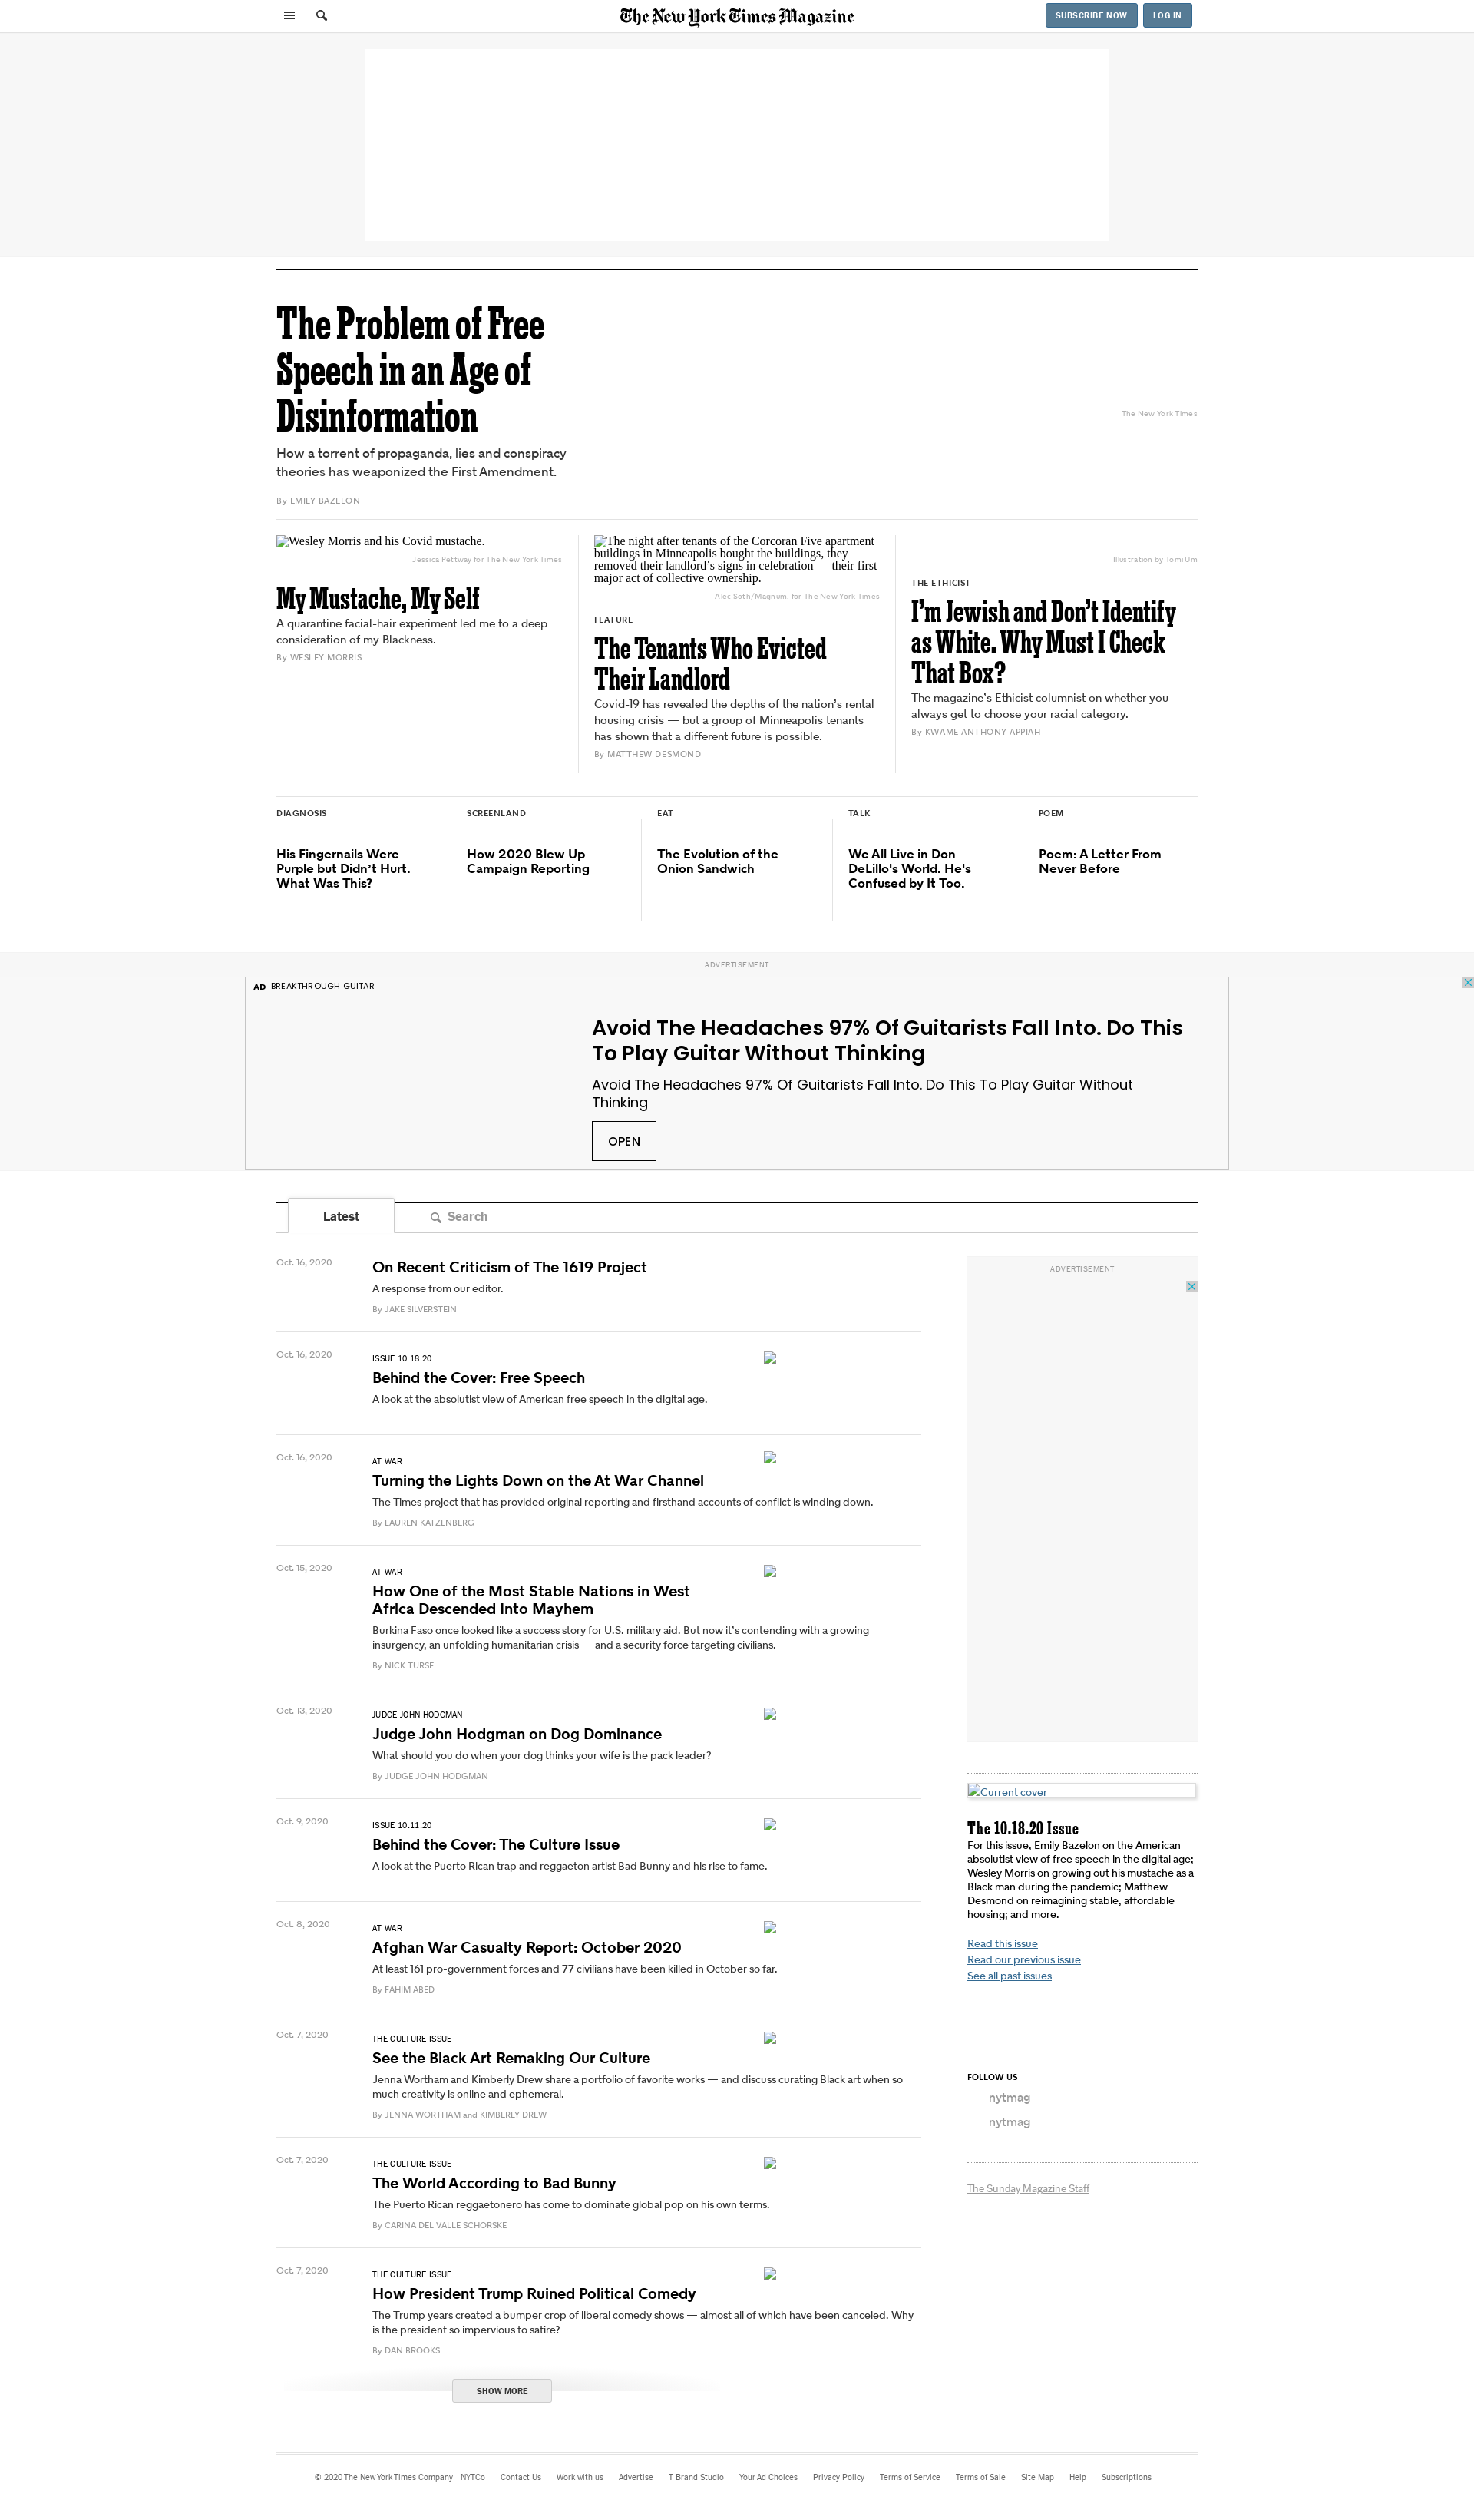 The New York Times Magazine
SUBSCRIBE NOW
LOG IN
The Problem of Free
Speech in an Age of
Disinformation
How a torrent of propaganda, lies and conspiracy
theories has weaponized the First Amendment.
By EMILY BAZELON
The New York Times
Wesley Morris and his Covid mustache.
Jessica Pettway for The New York Times
My Mustache, My Self
A quarantine facial-hair experiment led me to a deep
consideration of my Blackness.
By WESLEY MORRIS
The night after tenants of the Corcoran Five apartment
buildings in Minneapolis bought the buildings, they
removed their landlord’s signs in celebration — their first
major act of collective ownership.
Alec Soth/Magnum, for The New York Times
FEATURE
The Tenants Who Evicted
Their Landlord
Covid-19 has revealed the depths of the nation’s rental
housing crisis — but a group of Minneapolis tenants
has shown that a different future is possible.
By MATTHEW DESMOND
Illustration by Tomi Um
THE ETHICIST
I’m Jewish and Don’t Identify
as White. Why Must I Check
That Box?
The magazine’s Ethicist columnist on whether you
always get to choose your racial category.
By KWAME ANTHONY APPIAH
DIAGNOSIS
His Fingernails Were
Purple but Didn’t Hurt.
What Was This?
SCREENLAND
How 2020 Blew Up
Campaign Reporting
EAT
The Evolution of the
Onion Sandwich
TALK
We All Live in Don
DeLillo's World. He's
Confused by It Too.
POEM
Poem: A Letter From
Never Before
ADVERTISEMENT
AD BREAKTHROUGH GUITAR
Avoid The Headaches 97% Of Guitarists Fall Into. Do This
To Play Guitar Without Thinking
Avoid The Headaches 97% Of Guitarists Fall Into. Do This To Play Guitar Without
Thinking
OPEN
Latest
Search
Oct. 16, 2020
On Recent Criticism of The 1619 Project
A response from our editor.
By JAKE SILVERSTEIN
Oct. 16, 2020
ISSUE 10.18.20
Behind the Cover: Free Speech
A look at the absolutist view of American free speech in the digital age.
Oct. 16, 2020
AT WAR
Turning the Lights Down on the At War Channel
The Times project that has provided original reporting and firsthand accounts of conflict is winding down.
By LAUREN KATZENBERG
Oct. 15, 2020
AT WAR
How One of the Most Stable Nations in West
Africa Descended Into Mayhem
Burkina Faso once looked like a success story for U.S. military aid. But now it’s contending with a growing
insurgency, an unfolding humanitarian crisis — and a security force targeting civilians.
By NICK TURSE
Oct. 13, 2020
JUDGE JOHN HODGMAN
Judge John Hodgman on Dog Dominance
What should you do when your dog thinks your wife is the pack leader?
By JUDGE JOHN HODGMAN
Oct. 9, 2020
ISSUE 10.11.20
Behind the Cover: The Culture Issue
A look at the Puerto Rican trap and reggaeton artist Bad Bunny and his rise to fame.
Oct. 8, 2020
AT WAR
Afghan War Casualty Report: October 2020
At least 161 pro-government forces and 77 civilians have been killed in October so far.
By FAHIM ABED
Oct. 7, 2020
THE CULTURE ISSUE
See the Black Art Remaking Our Culture
Jenna Wortham and Kimberly Drew share a portfolio of favorite works — and discuss curating Black art when so
much creativity is online and ephemeral.
By JENNA WORTHAM and KIMBERLY DREW
Oct. 7, 2020
THE CULTURE ISSUE
The World According to Bad Bunny
The Puerto Rican reggaetonero has come to dominate global pop on his own terms.
By CARINA DEL VALLE SCHORSKE
Oct. 7, 2020
THE CULTURE ISSUE
How President Trump Ruined Political Comedy
The Trump years created a bumper crop of liberal comedy shows — almost all of which have been canceled. Why
is the president so impervious to satire?
By DAN BROOKS
SHOW MORE
ADVERTISEMENT
Current cover
The 10.18.20 Issue
For this issue, Emily Bazelon on the American
absolutist view of free speech in the digital age;
Wesley Morris on growing out his mustache as a
Black man during the pandemic; Matthew
Desmond on reimagining stable, affordable
housing; and more.
Read this issue
Read our previous issue
See all past issues
FOLLOW US
nytmag
nytmag
The Sunday Magazine Staff
© 2020 The New York Times Company NYTCo Contact Us Work with us Advertise T Brand Studio Your Ad Choices Privacy Policy Terms of Service Terms of Sale Site Map Help Subscriptions